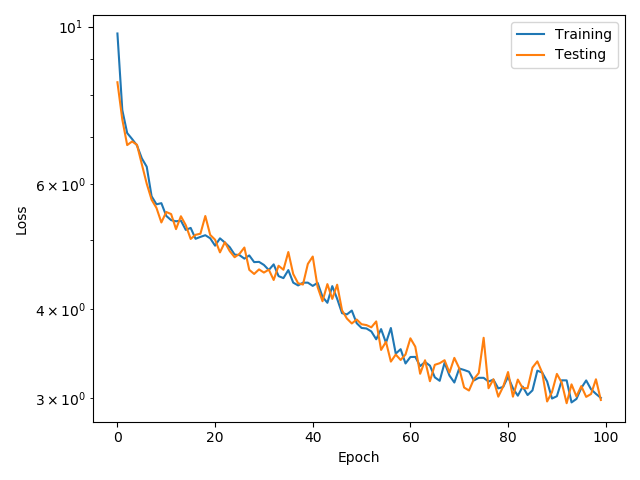 10¹
6 × 10⁰
4 × 10⁰
3 × 10⁰
Loss
0 20 40 60 80 100
Epoch
Training
Testing